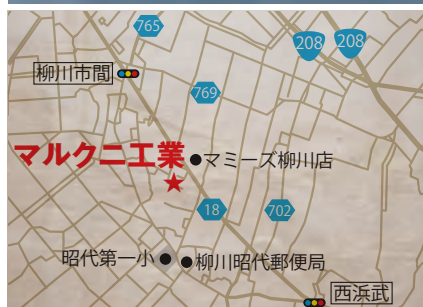 765
208
208
柳川市間
769
マルクニ工業
マミーズ柳川店
18
702
昭代第一小
柳川昭代郵便局
西浜武